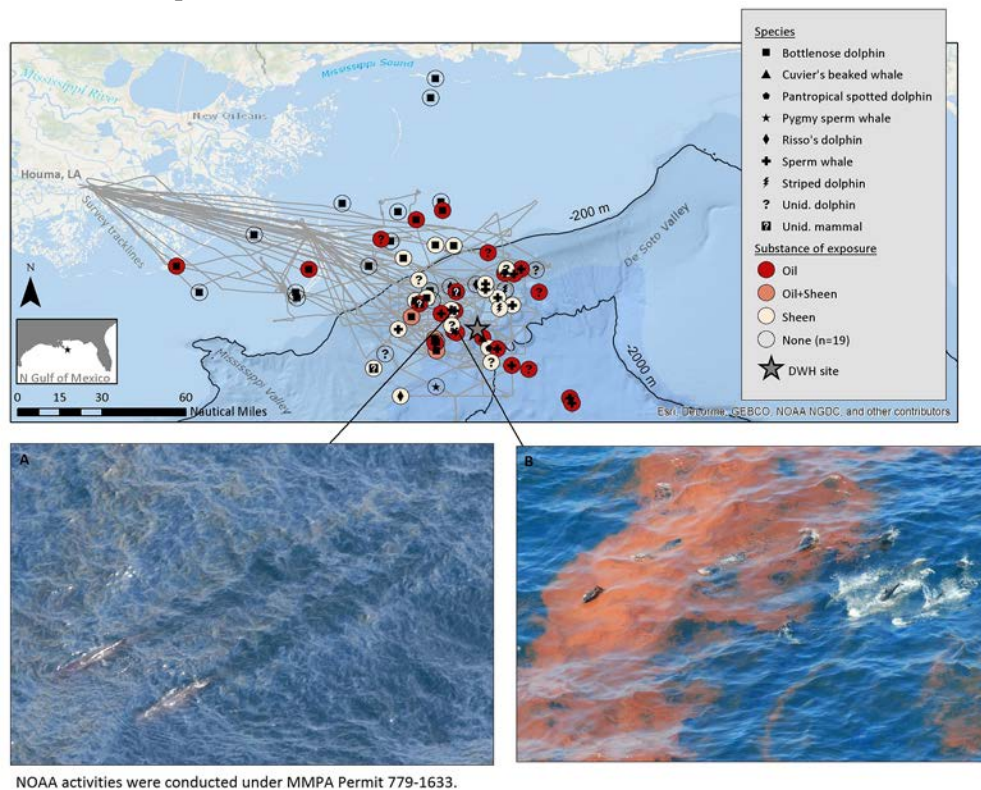 Species
Bottlenose dolphin
Cuvier's beaked whale
Pantropical spotted dolphin
Pygmy sperm whale
Risso's dolphin
Sperm whale
Striped dolphin
Unid. dolphin
Unid. mammal
Substance of exposure
Oil
Oil+Sheen
Sheen
None (n=19)
DWH site
Mississippi Sound
Mississippi River
New Orleans
Houma, LA
Survey tracklines
-200 m
De Soto Valley
N
Mississippi Valley
-2000 m
N Gulf of Mexico
0 15 30 60
Nautical Miles
Esri, DeLorme, GEBCO, NOAA NGDC, and other contributors
A
B
NOAA activities were conducted under MMPA Permit 779-1633.